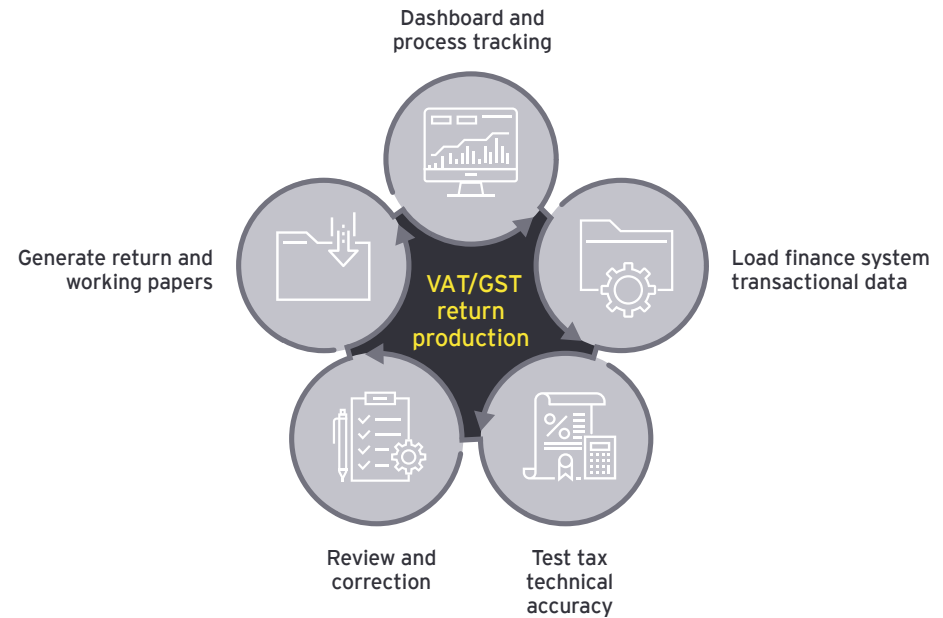 Dashboard and
process tracking
Load finance system
transactional data
Test tax
technical
accuracy
Review and
correction
Generate return and
working papers
VAT/GST
return
production
%